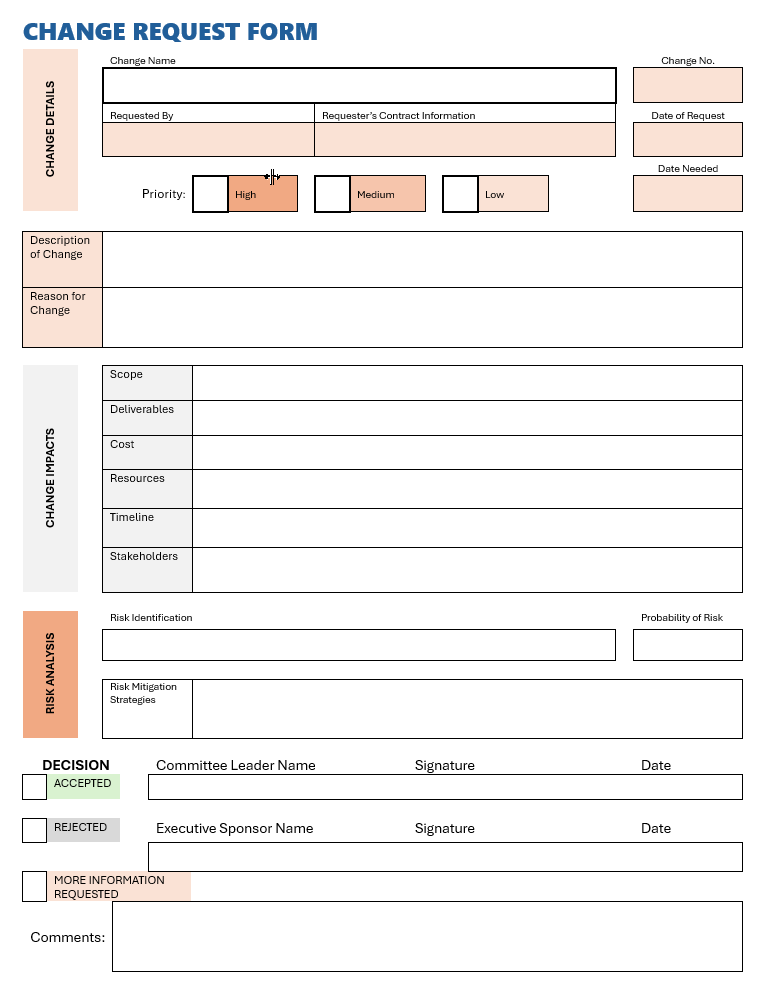 CHANGE REQUEST FORM
CHANGE DETAILS
Change Name
Change No.
Requested By
Requester's Contract Information
Date of Request
Date Needed
Priority:
High
Medium
Low
Description
of Change
Reason for
Change
CHANGE IMPACTS
Scope
Deliverables
Cost
Resources
Timeline
Stakeholders
RISK ANALYSIS
Risk Identification
Probability of Risk
Risk Mitigation
Strategies
DECISION
Committee Leader Name
Signature
Date
ACCEPTED
REJECTED
Executive Sponsor Name
Signature
Date
MORE INFORMATION
REQUESTED
Comments: